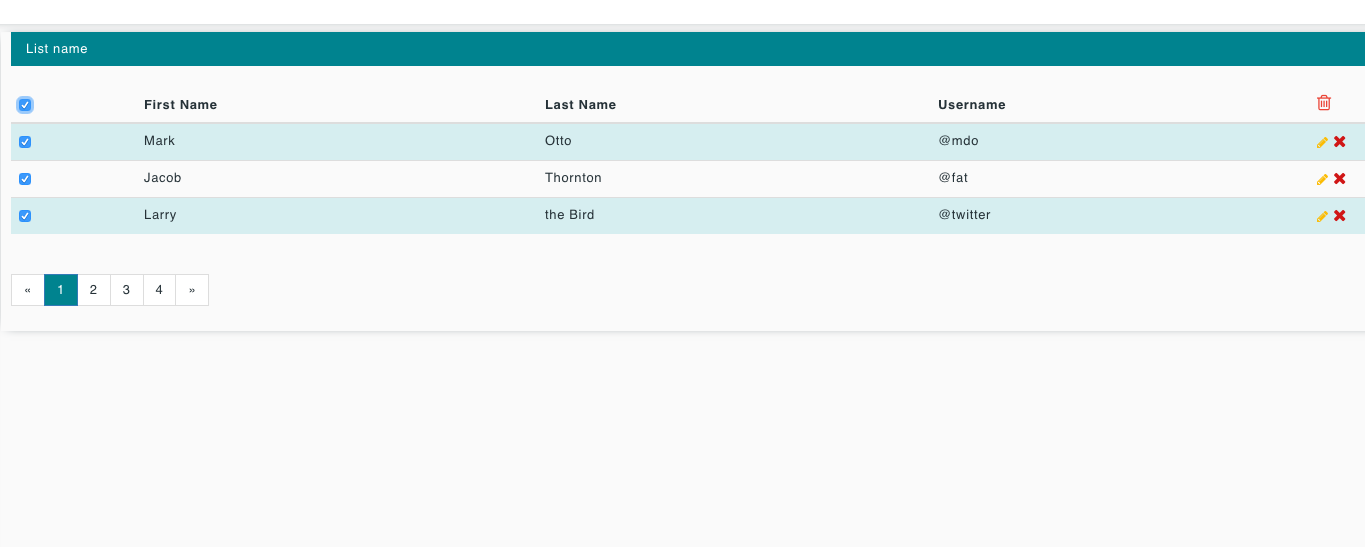 List name
First Name Last Name Username
Mark Otto @mdo
Jacob Thornton @fat
Larry the Bird @twitter
« 1 2 3 4 »